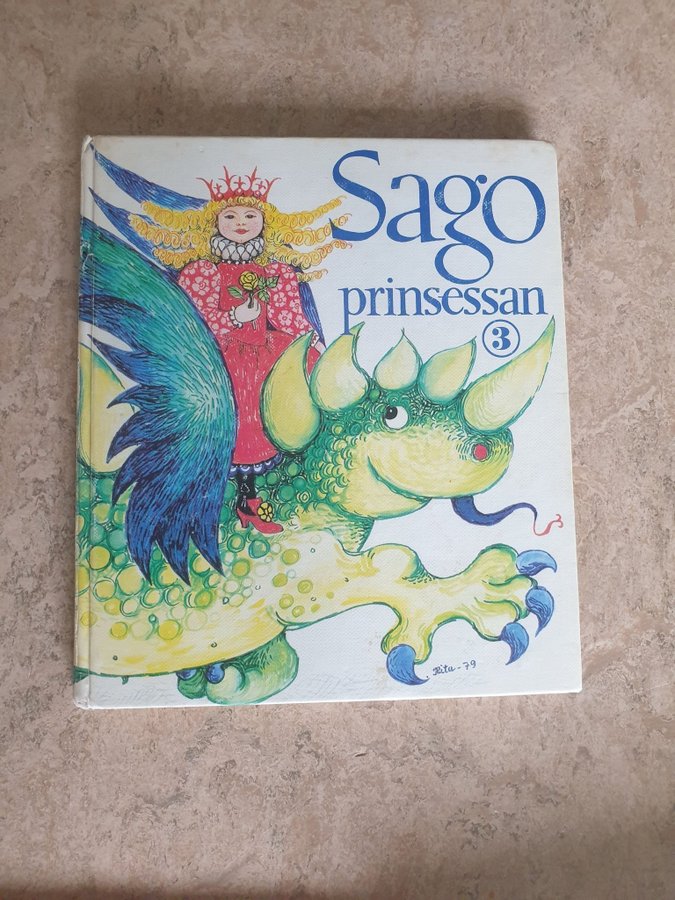 Sago
prinsessan
3
Rita - 79